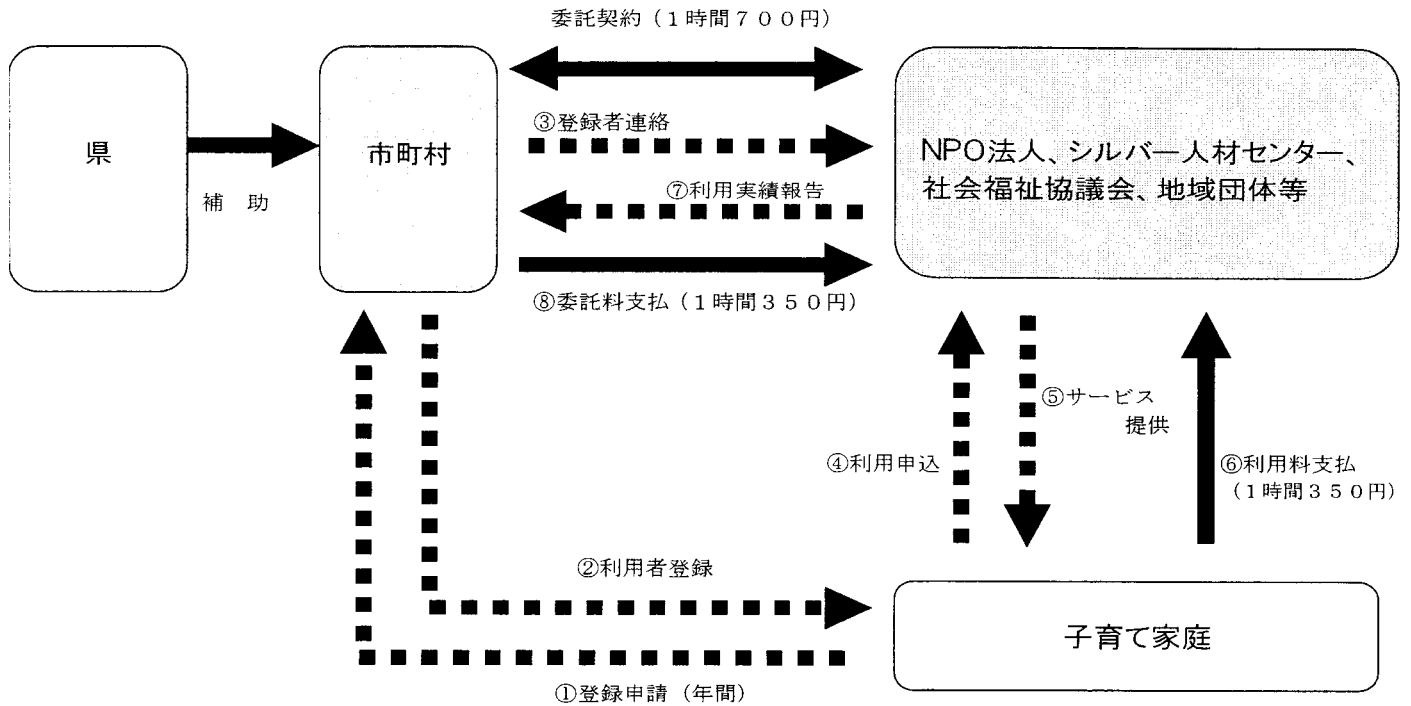 委託契約（1時間７００円）
県
補　助
市町村
③登録者連絡
⑦利用実績報告
⑧委託料支払（1時間３５０円）
NPO法人、シルバー人材センター、
社会福祉協議会、地域団体等
④利用申込
⑤サービス
提供
⑥利用料支払
（1時間３５０円）
②利用者登録
①登録申請（年間）
子育て家庭